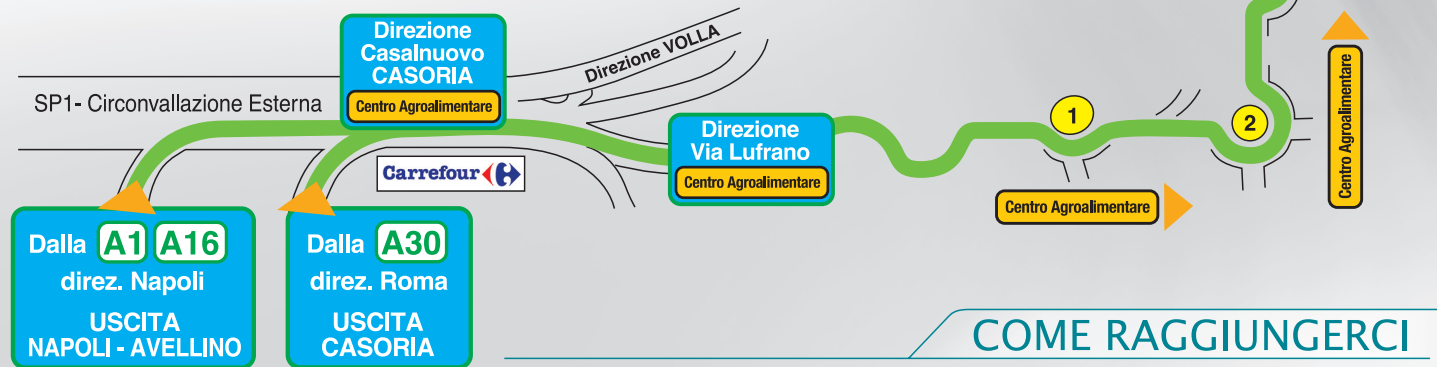 Direzione
Casalnuovo
CASORIA
Centro Agroalimentare
Direzione VOLLA
SP1- Circonvallazione Esterna
Carrefour
Direzione
Via Lufrano
Centro Agroalimentare
1
2
Centro Agroalimentare
Centro Agroalimentare
Dalla A1 A16
direz. Napoli
USCITA
NAPOLI - AVELLINO
Dalla A30
direz. Roma
USCITA
CASORIA
COME RAGGIUNGERCI